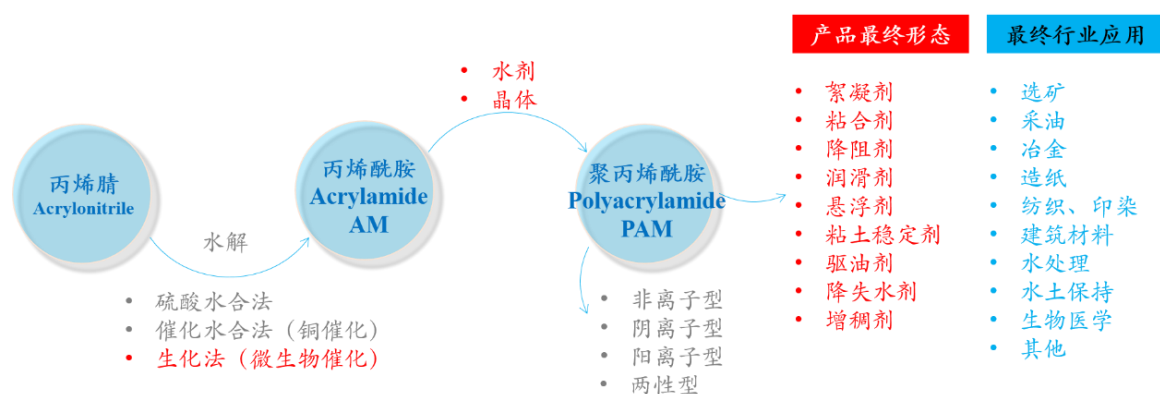 丙烯腈
Acrylonitrile
水解
• 硫酸水合法
• 催化水合法（铜催化）
• 生化法（微生物催化）
丙烯酰胺
Acrylamide
AM
• 水剂
• 晶体
聚丙烯酰胺
Polyacrylamide
PAM
• 非离子型
• 阴离子型
• 阳离子型
• 两性型
产品最终形态
• 絮凝剂
• 粘合剂
• 降阻剂
• 润滑剂
• 悬浮剂
• 粘土稳定剂
• 驱油剂
• 降失水剂
• 增稠剂
最终行业应用
• 选矿
• 采油
• 冶金
• 造纸
• 纺织、印染
• 建筑材料
• 水处理
• 水土保持
• 生物医学
• 其他